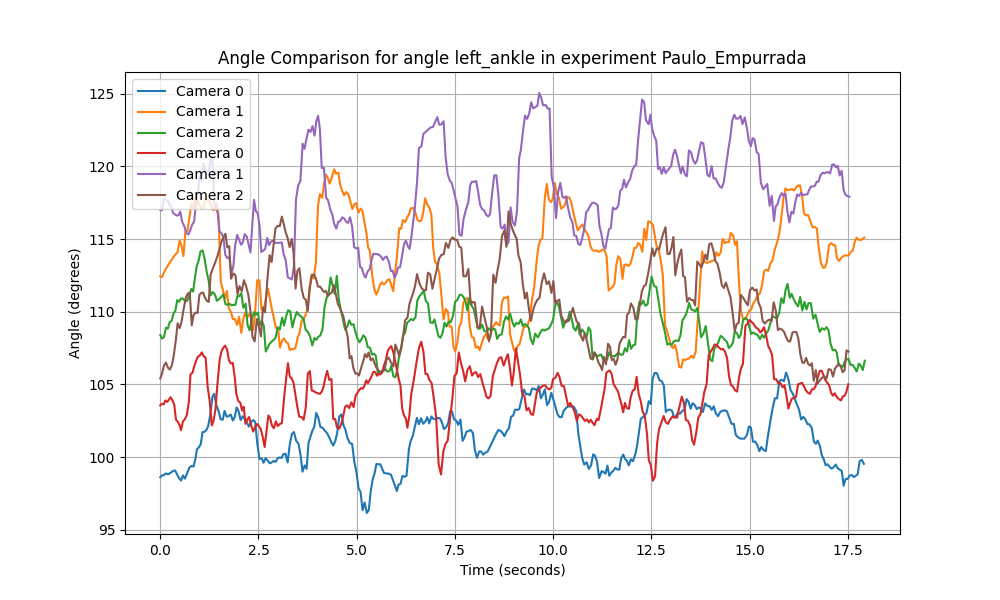 Angle Comparison for angle left_ankle in experiment Paulo_Empurrada
Camera 0
Camera 1
Camera 2
Camera 0
Camera 1
Camera 2
125
120
115
110
105
100
95
Angle (degrees)
0.0 2.5 5.0 7.5 10.0 12.5 15.0 17.5
Time (seconds)